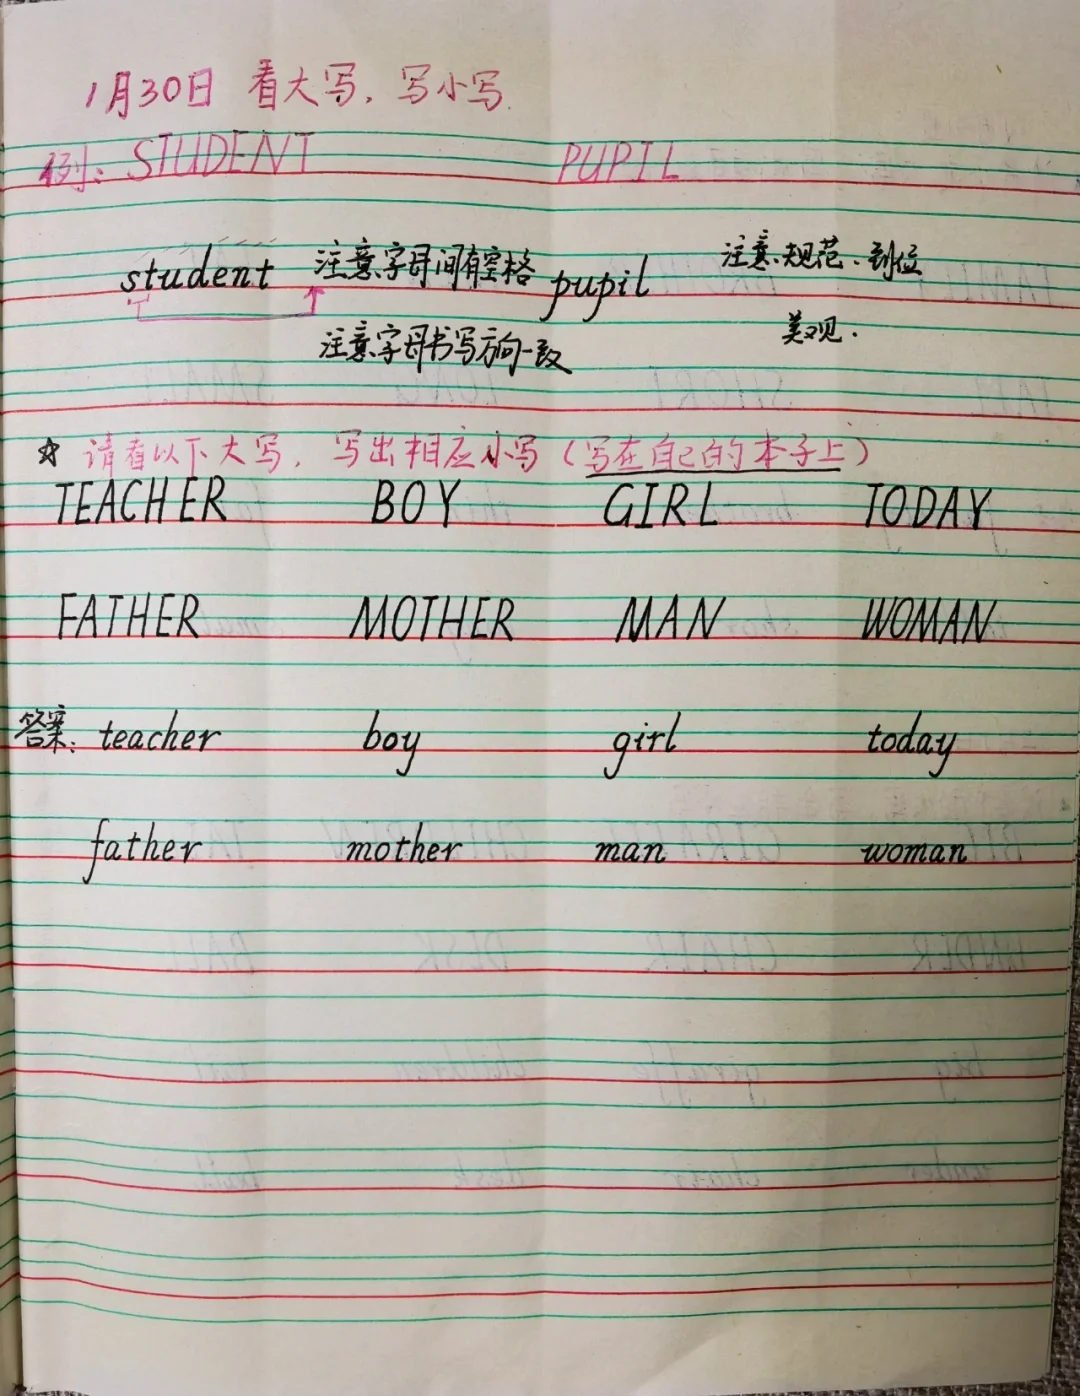 1月30日 看大写，写小写.
例：STUDENT PUPIL
student 注意字母间有空格 pupil 注意.规范.到位
注意字母书写方向一致 美观.
☆ 请看以下大写，写出相应小写（写在自己的本子上）
TEACHER BOY GIRL TODAY
FATHER MOTHER MAN WOMAN
答案：teacher boy girl today
father mother man woman